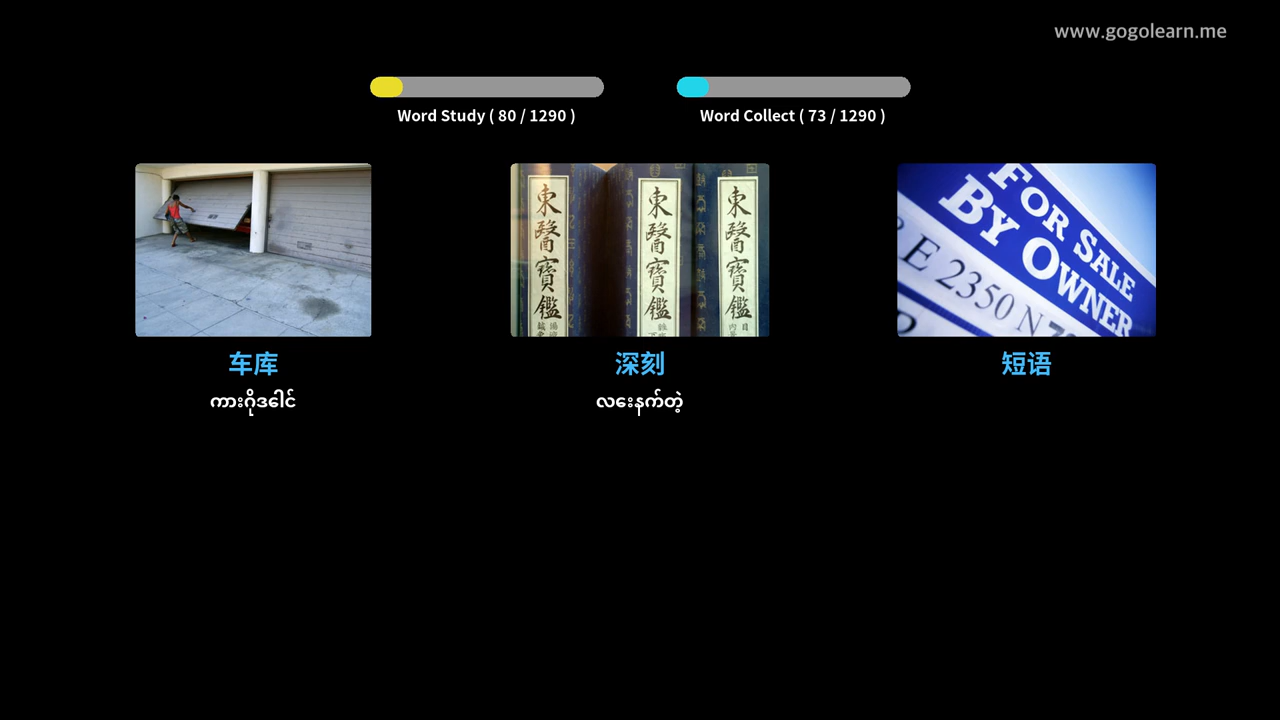 www.gogolearn.me
Word Study ( 80 / 1290 )
Word Collect ( 73 / 1290 )
東醫寶鑑
東醫寶鑑
東醫寶鑑
FOR SALE
BY OWNER
E 2350 N
车库
深刻
短语
ကားဂိုဒေါင်
လေးနက်တဲ့